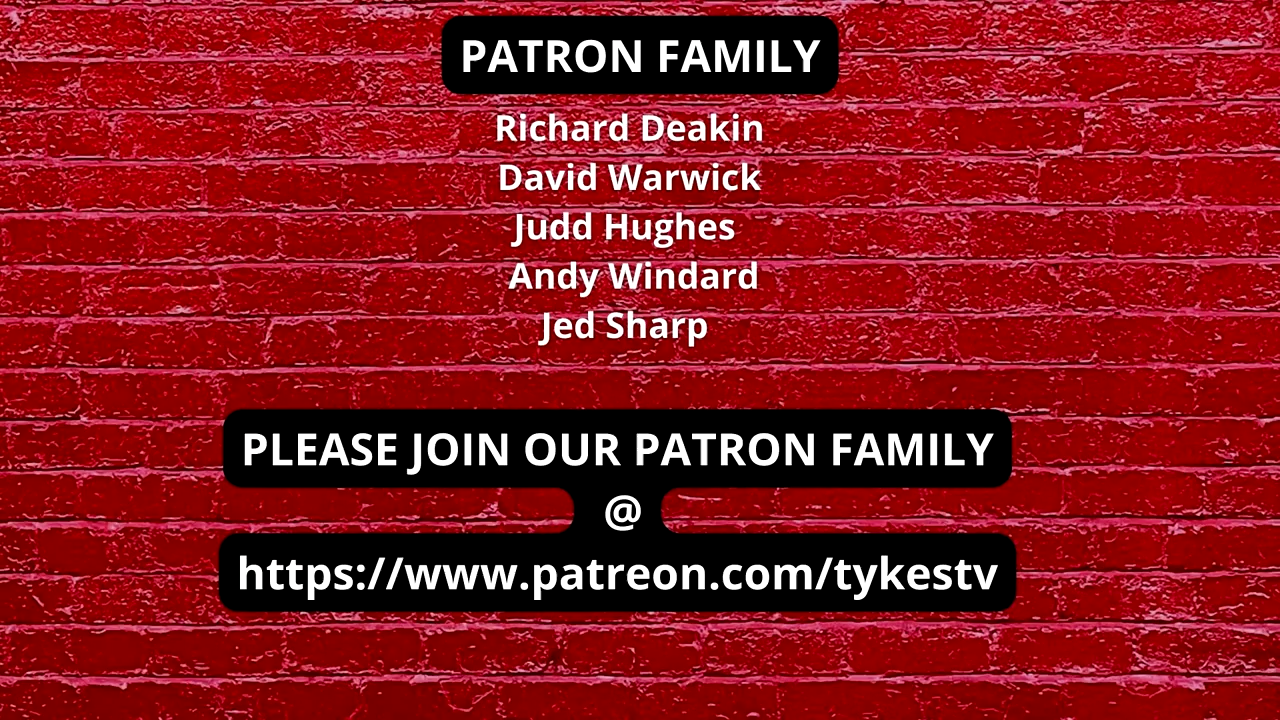 PATRON FAMILY
Richard Deakin
David Warwick
Judd Hughes
Andy Windard
Jed Sharp
PLEASE JOIN OUR PATRON FAMILY
@
https://www.patreon.com/tykestv